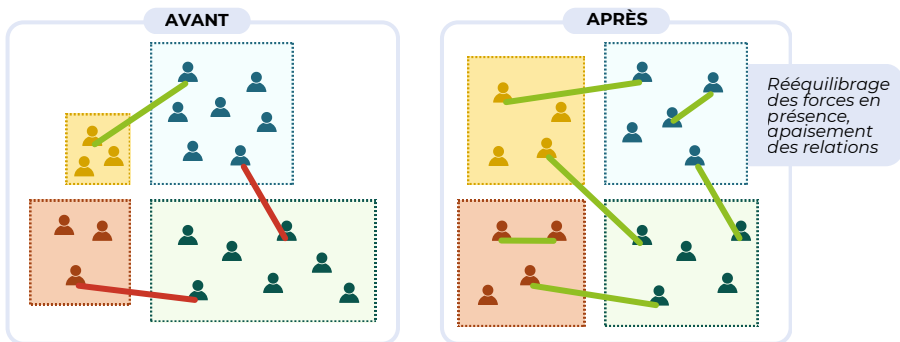 AVANT
APRÈS
Rééquilibrage
des forces en
présence,
apaisement
des relations